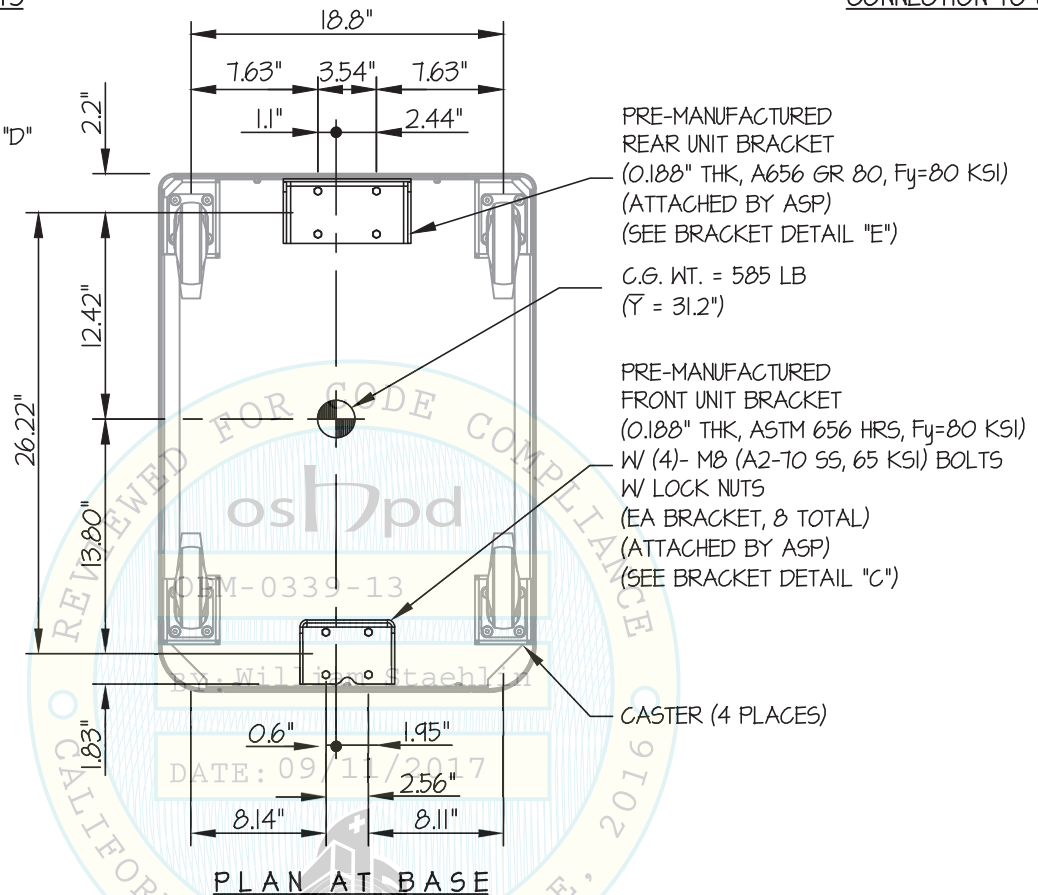 18.8"
7.63" 3.54" 7.63"
1.1" 2.44"
2.2"
"D"
12.42"
26.22"
13.80"
1.83"
PRE-MANUFACTURED
REAR UNIT BRACKET
(0.188" THK, A656 GR 80, Fy=80 KSI)
(ATTACHED BY ASP)
(SEE BRACKET DETAIL "E")
C.G. WT. = 585 LB
(Y̅ = 31.2")
PRE-MANUFACTURED
FRONT UNIT BRACKET
(0.188" THK, ASTM 656 HRS, Fy=80 KSI)
W/ (4)- M8 (A2-70 SS, 65 KSI) BOLTS
W/ LOCK NUTS
(EA BRACKET, 8 TOTAL)
(ATTACHED BY ASP)
(SEE BRACKET DETAIL "C")
CASTER (4 PLACES)
REVIEWED FOR CODE COMPLIANCE
oshpd
OPM-0339-13
BY: William Staehlin
DATE: 09/11/2017
2016
0.6" 1.95"
2.56"
8.14" 8.11"
PLAN AT BASE